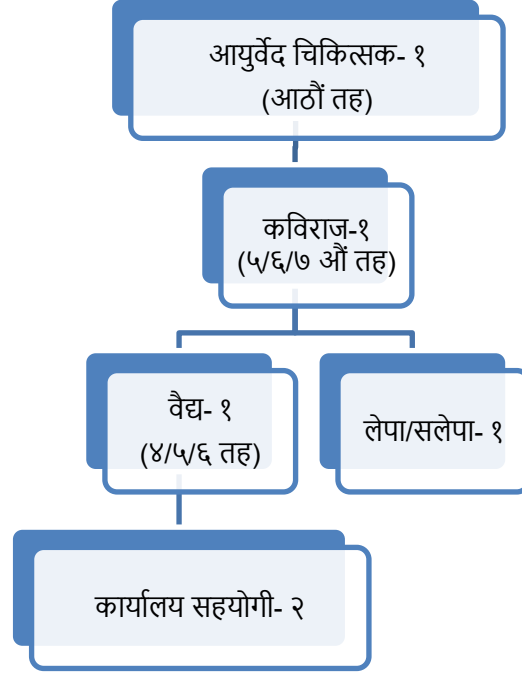 आयुर्वेद चिकित्सक- १
(आठौं तह)
कविराज-१
(५/६/७ औं तह)
वैद्य- १
(४/५/६ तह)
लेपा/सलेपा- १
कार्यालय सहयोगी- २